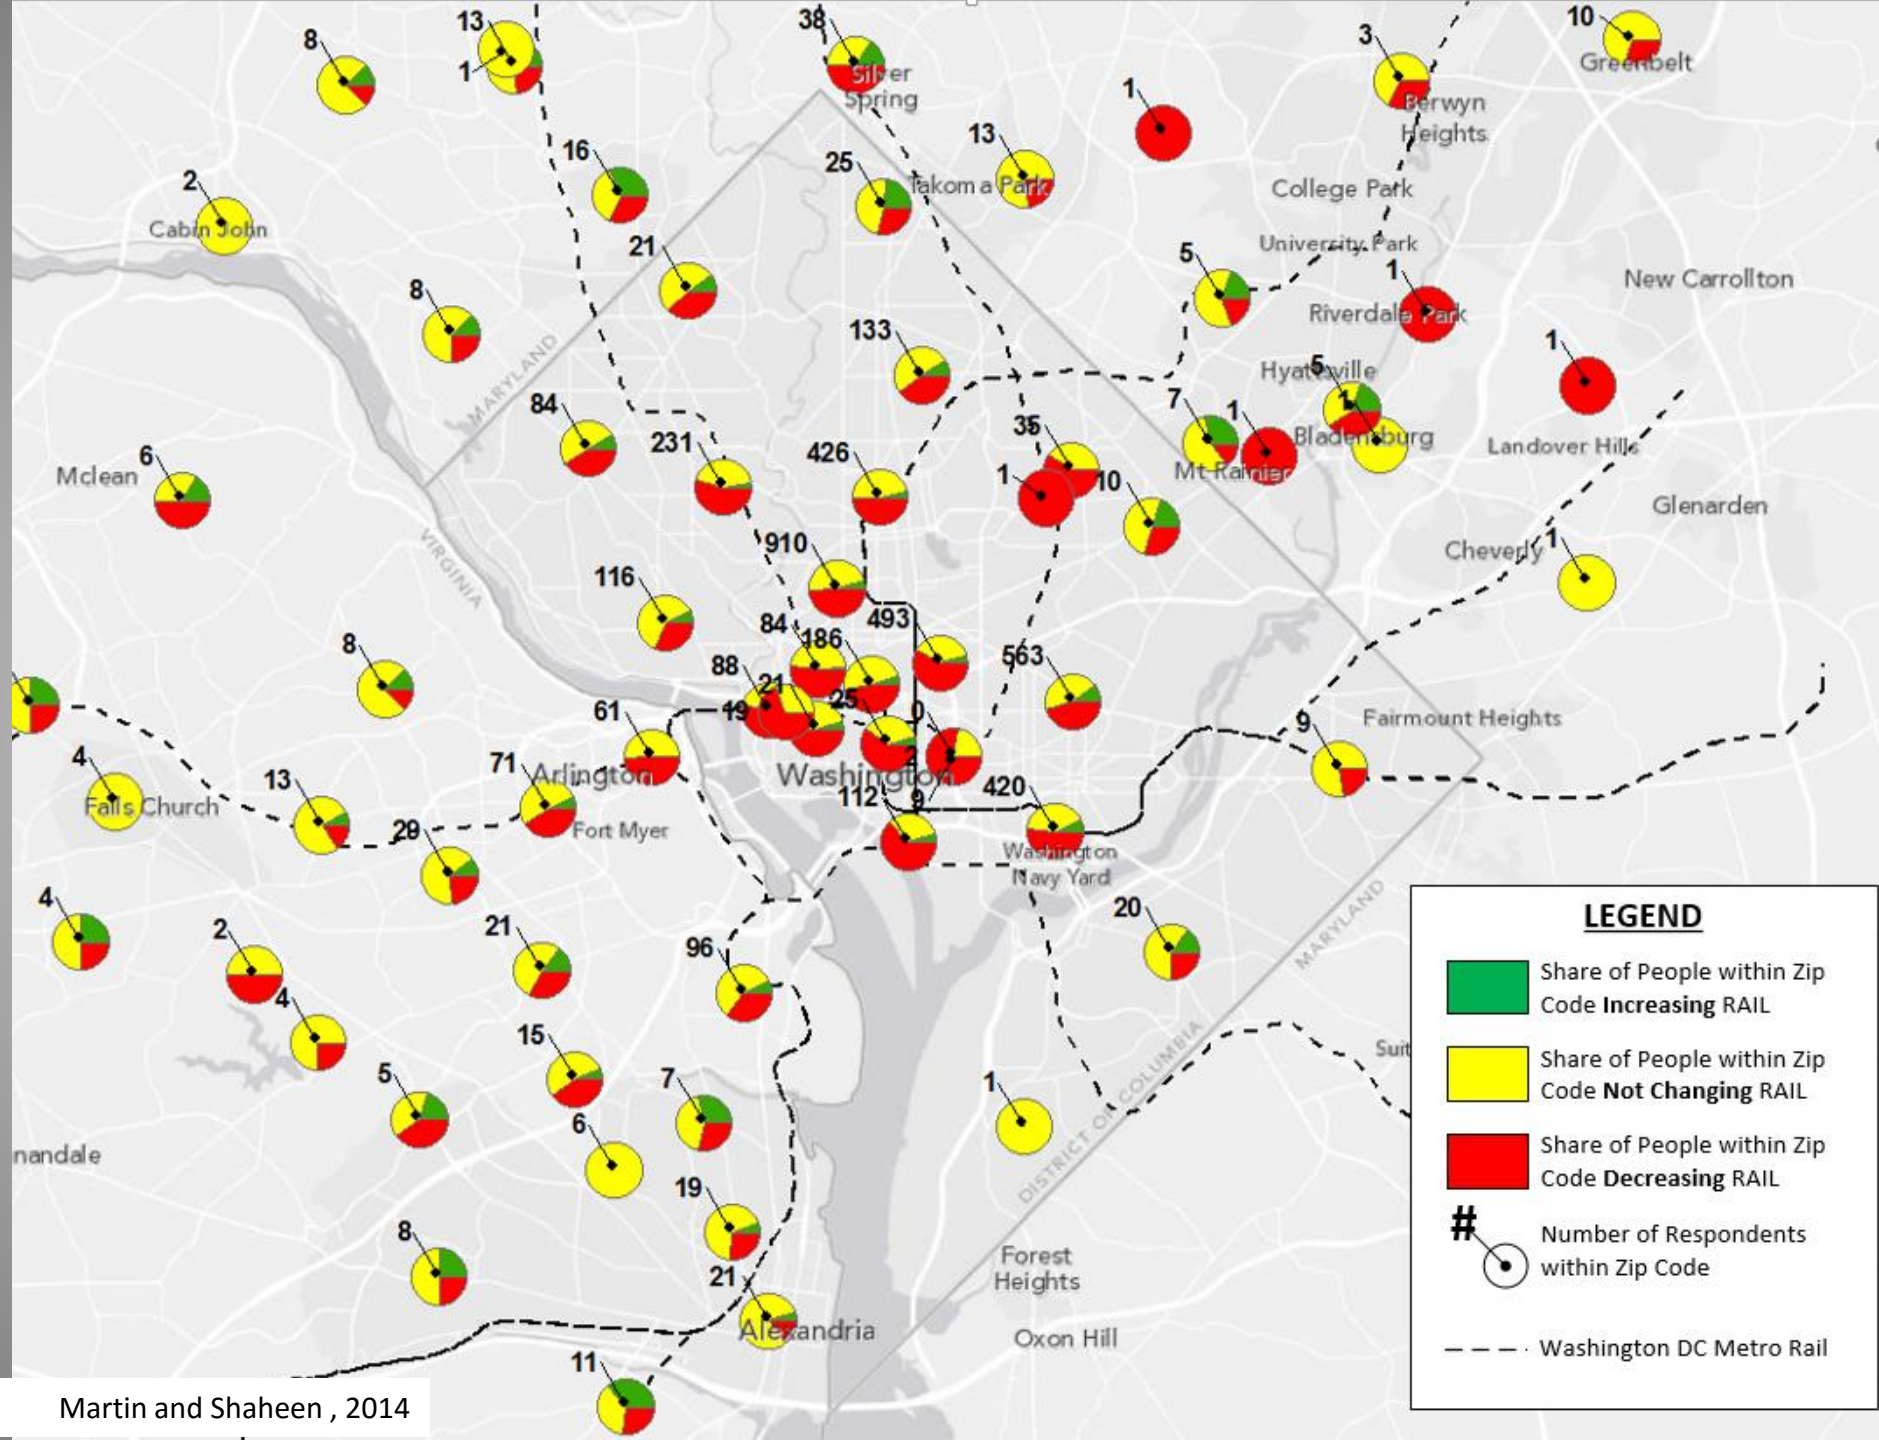 13
38
10
8
3
1
Greenbelt
Silver
Spring
1
Berwyn
Heights
13
16
25
Takoma Park
College Park
2
Cabin John
21
University Park
5
1
New Carrollton
8
Riverdale Park
133
1
MARYLAND
Hyattsville
5
84
7
1
1
35
231
426
Bladensburg
Landover Hills
6
Mclean
1
10
Mt Rainier
Glenarden
VIRGINIA
910
Cheverly
1
116
84
186
493
8
88
21
25
563
61
19
0
9
Fairmount Heights
4
71
Arlington
Washington
2
13
112
9
420
Falls Church
29
Fort Myer
Washington
Navy Yard
4
2
21
96
20
MARYLAND
4
15
DISTRICT OF COLUMBIA
Suit
5
7
1
6
nandale
19
8
Forest
Heights
21
Alexandria
Oxon Hill
11
LEGEND
Share of People within Zip
Code Increasing RAIL
Share of People within Zip
Code Not Changing RAIL
Share of People within Zip
Code Decreasing RAIL
#
Number of Respondents
within Zip Code
Washington DC Metro Rail
Martin and Shaheen , 2014